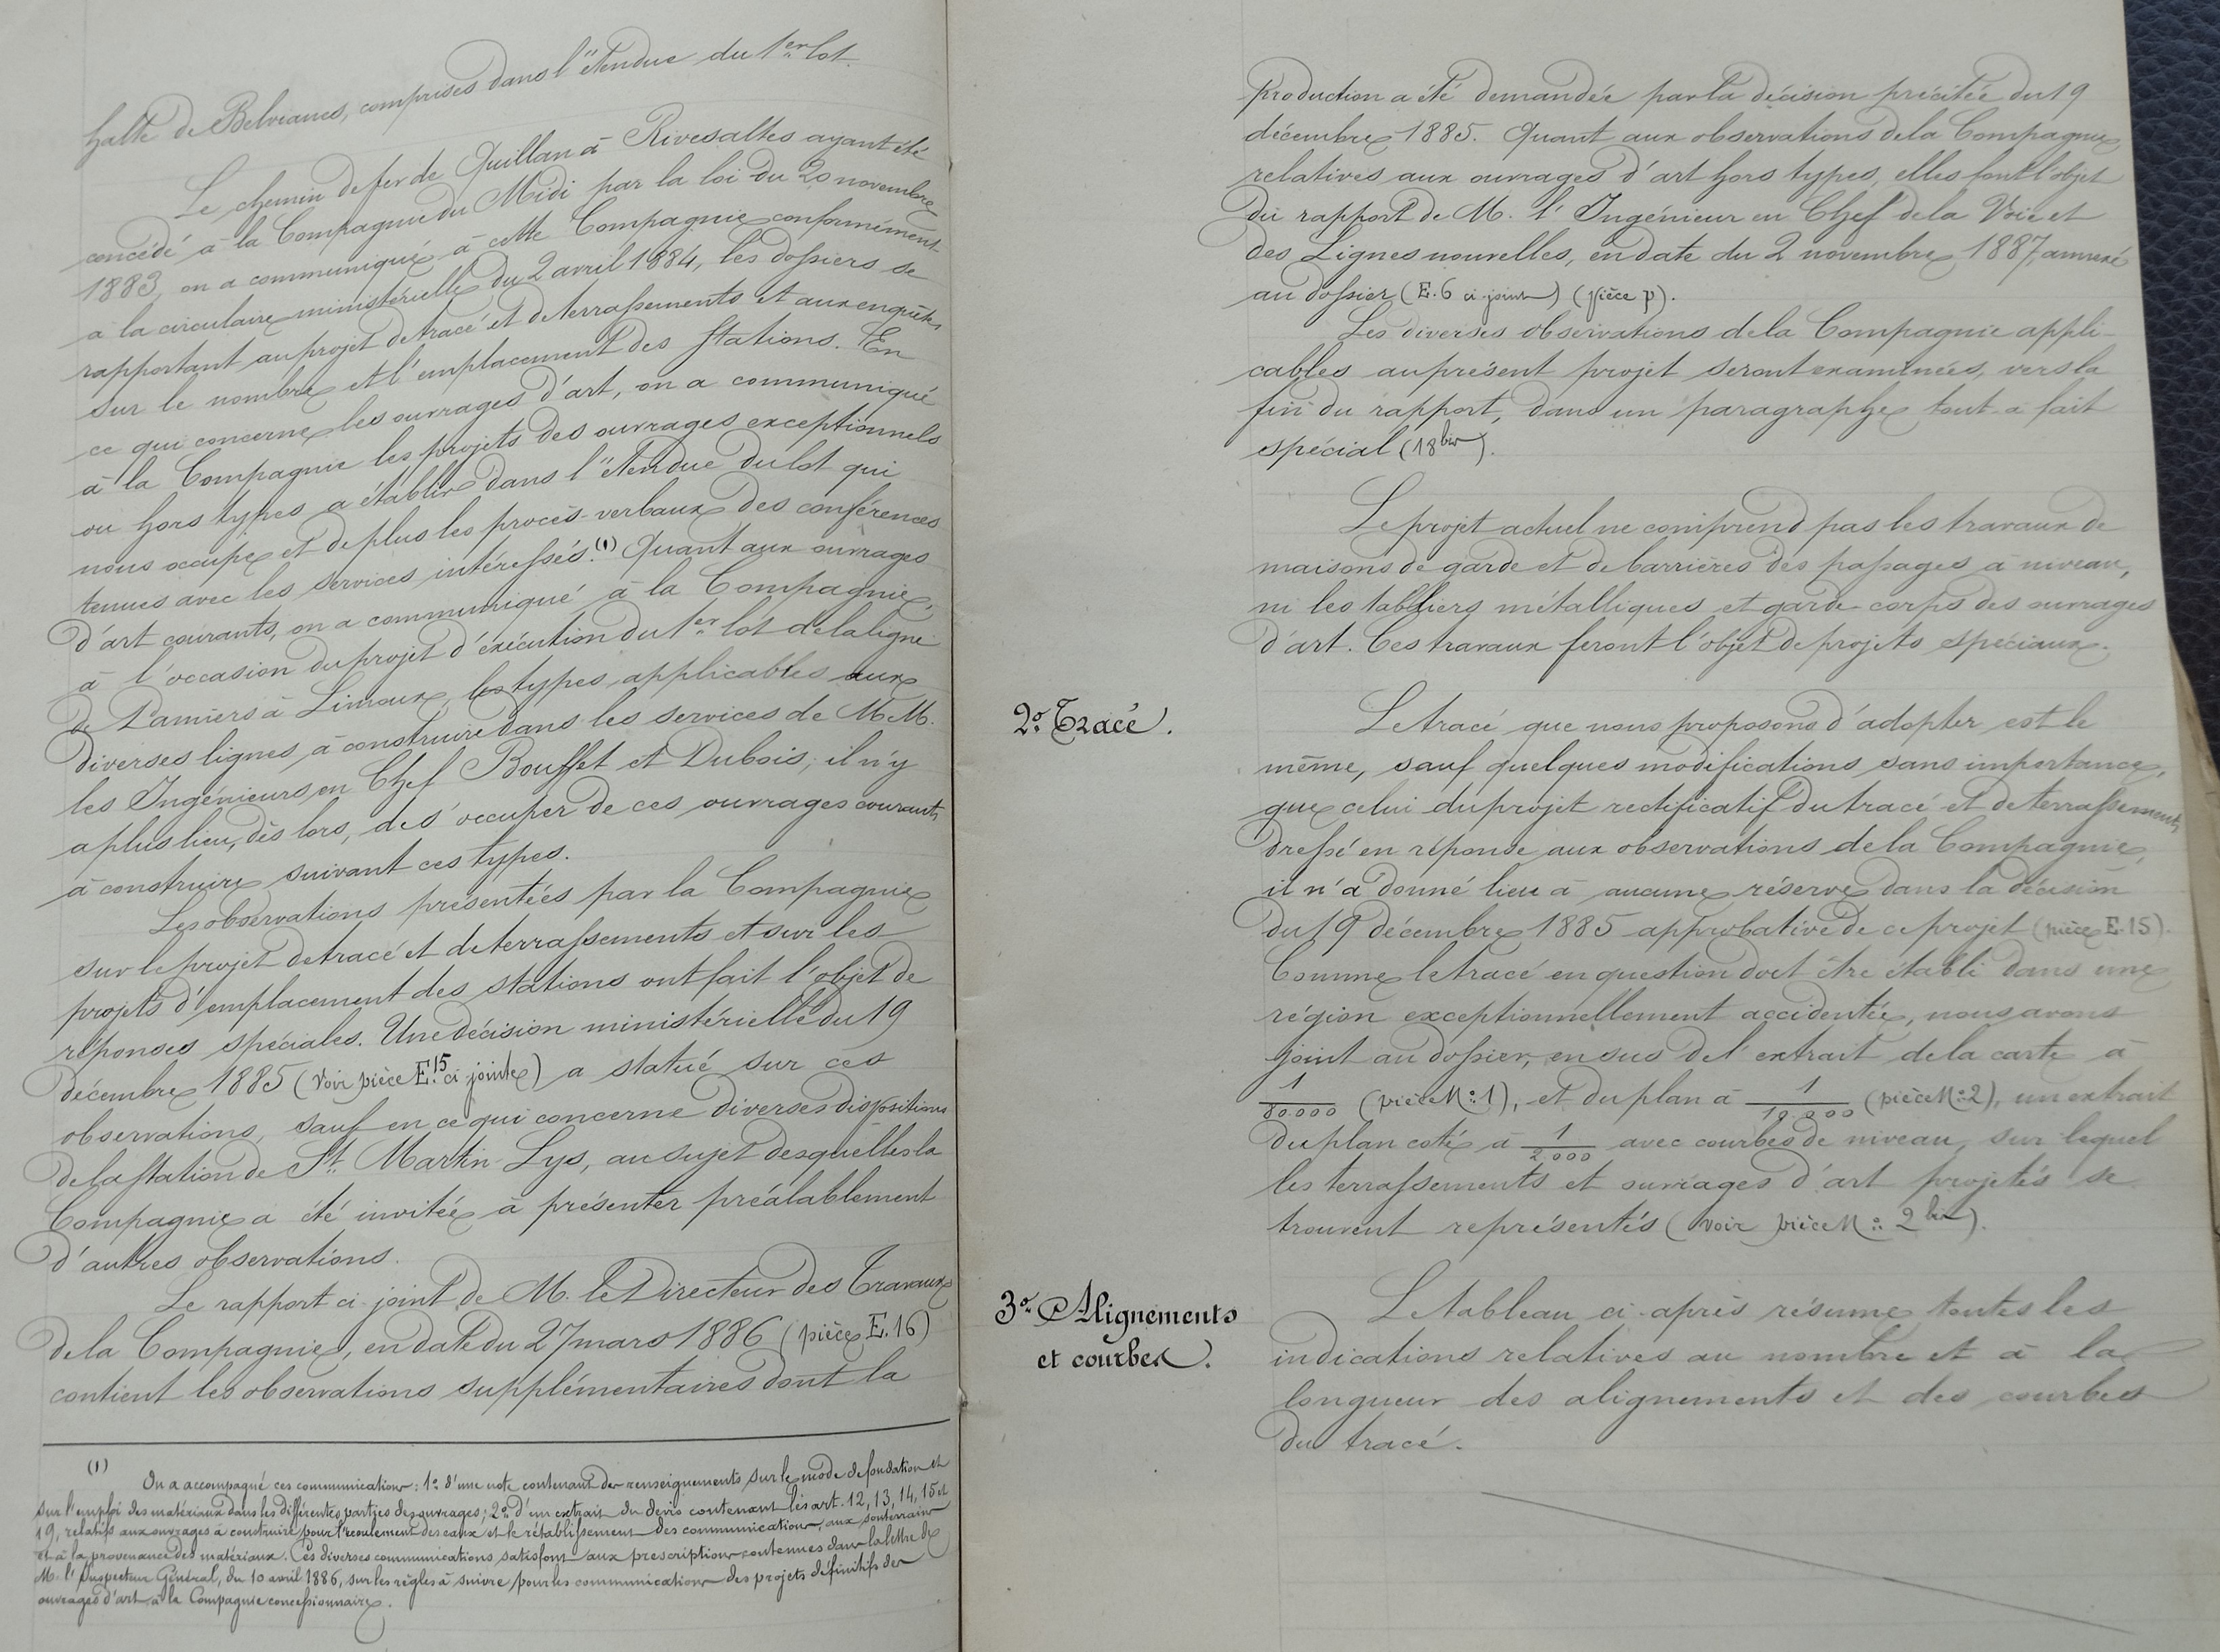 halte de Belvianes, comprises dans l'étendue du 1er lot.
Le chemin de fer de Quillan à Rivesaltes ayant été
concédé à la Compagnie du Midi par la loi du 20 novembre
1883, on a communiqué à cette Compagnie conformément
à la circulaire ministérielle du 2 avril 1884, les dossiers se
rapportant au projet de tracé et de terrassements et aux enquêtes
sur le nombre et l'emplacement des stations. En
ce qui concerne les ouvrages d'art, on a communiqué
à la Compagnie les projets des ouvrages exceptionnels
ou hors types à établir dans l'étendue du lot qui
nous occupe et de plus les procès-verbaux des conférences
tenues avec les services intéressés.(1) Quant aux ouvrages
d'art courants, on a communiqué à la Compagnie,
à l'occasion du projet d'exécution du 1er lot de la ligne
de Pamiers à Limoux, les types applicables aux
diverses lignes à construire dans les services de M.M.
les Ingénieurs en Chef Bouffet et Dubois; il n'y
a plus lieu, dès lors, de s'occuper de ces ouvrages courants
à construire suivant ces types.
Les observations présentées par la Compagnie
sur le projet de tracé et de terrassements et sur les
projets d'emplacement des stations ont fait l'objet de
réponses spéciales. Une décision ministérielle du 19
décembre 1885 (voir pièce E.15 ci jointe) a statué sur ces
observations, sauf en ce qui concerne diverses dispositions
de la station de St. Martin-Lys, au sujet desquelles la
Compagnie a été invitée à présenter préalablement
d'autres observations.
Le rapport ci-joint de M. le Directeur des Travaux
de la Compagnie, en date du 27 mars 1886 (pièce E.16)
contient les observations supplémentaires dont la
(1) On a accompagné ces communications: 1º d'une note contenant des renseignements sur le mode de fondation et
sur l'emploi des matériaux dans les différentes parties des ouvrages; 2º d'un extrait du devis contenant les art. 12, 13, 14, 15 et
19, relatifs aux ouvrages à construire pour l'écoulement des eaux et le rétablissement des communications, aux souterrains
et à la provenance des matériaux. Ces diverses communications satisfont aux prescriptions contenues dans la lettre de
M. l'Inspecteur Général, du 10 avril 1886, sur les règles à suivre pour les communications des projets définitifs des
ouvrages d'art à la Compagnie concessionnaire.
production a été demandée par la décision précitée du 19
décembre 1885. Quant aux observations de la Compagnie
relatives aux ouvrages d'art hors types, elles font l'objet
du rapport de M. l'Ingénieur en Chef de la Voie et
des Lignes nouvelles, en date du 2 novembre 1887, annexé
au dossier (E.6 ci-joint) (pièce p).
Les diverses observations de la Compagnie appli-
cables au présent projet seront examinées, vers la
fin du rapport, dans un paragraphe tout à fait
spécial (18bis).
Le projet actuel ne comprend pas les travaux de
maisons de garde et de barrières des passages à niveau,
ni les tabliers métalliques et garde-corps des ouvrages
d'art. Ces travaux feront l'objet de projets spéciaux.
2º Tracé.
Le tracé que nous proposons d'adopter est le
même, sauf quelques modifications sans importance,
que celui du projet rectificatif du tracé et de terrassements
dressé en réponse aux observations de la Compagnie,
il n'a donné lieu à aucune réserve dans la décision
du 19 décembre 1885 approbative de ce projet (pièce E.15).
Comme le tracé en question doit être établi dans une
région exceptionnellement accidentée, nous avons
joint au dossier, en sus de l'extrait de la carte à
1/80.000 (pièce Nº 1), et du plan à 1/10.000 (pièce Nº 2), un extrait
du plan coté à 1/2.000 avec courbes de niveau, sur lequel
les terrassements et ouvrages d'art projetés se
trouvent représentés (voir pièce Nº 2bis).
3º Alignements
et courbes.
Le tableau ci-après résume toutes les
indications relatives au nombre et à la
longueur des alignements et des courbes
du tracé.